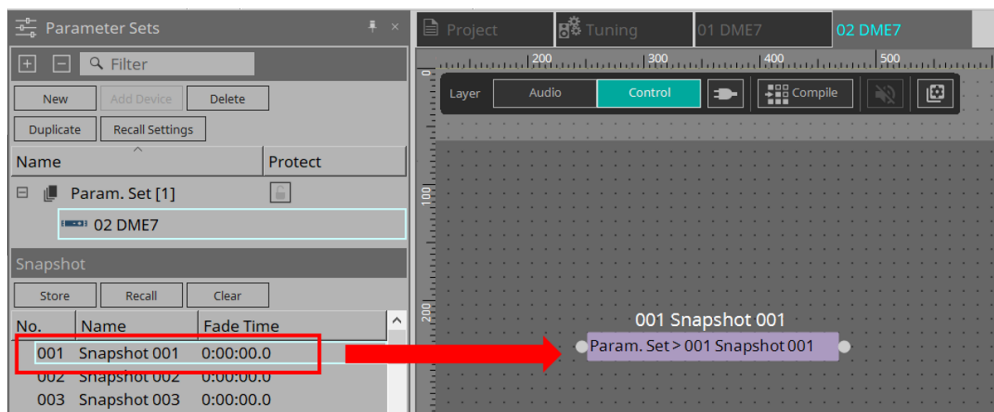 Parameter Sets
Filter
New Add Device Delete
Duplicate Recall Settings
Name Protect
Param. Set [1]
02 DME7
Snapshot
Store Recall Clear
No. Name Fade Time
001 Snapshot 001 0:00:00.0
002 Snapshot 002 0:00:00.0
003 Snapshot 003 0:00:00.0
Project Tuning 01 DME7 02 DME7
200 300 400 500
0
Layer Audio Control Compile
100
200
001 Snapshot 001
Param. Set > 001 Snapshot 001